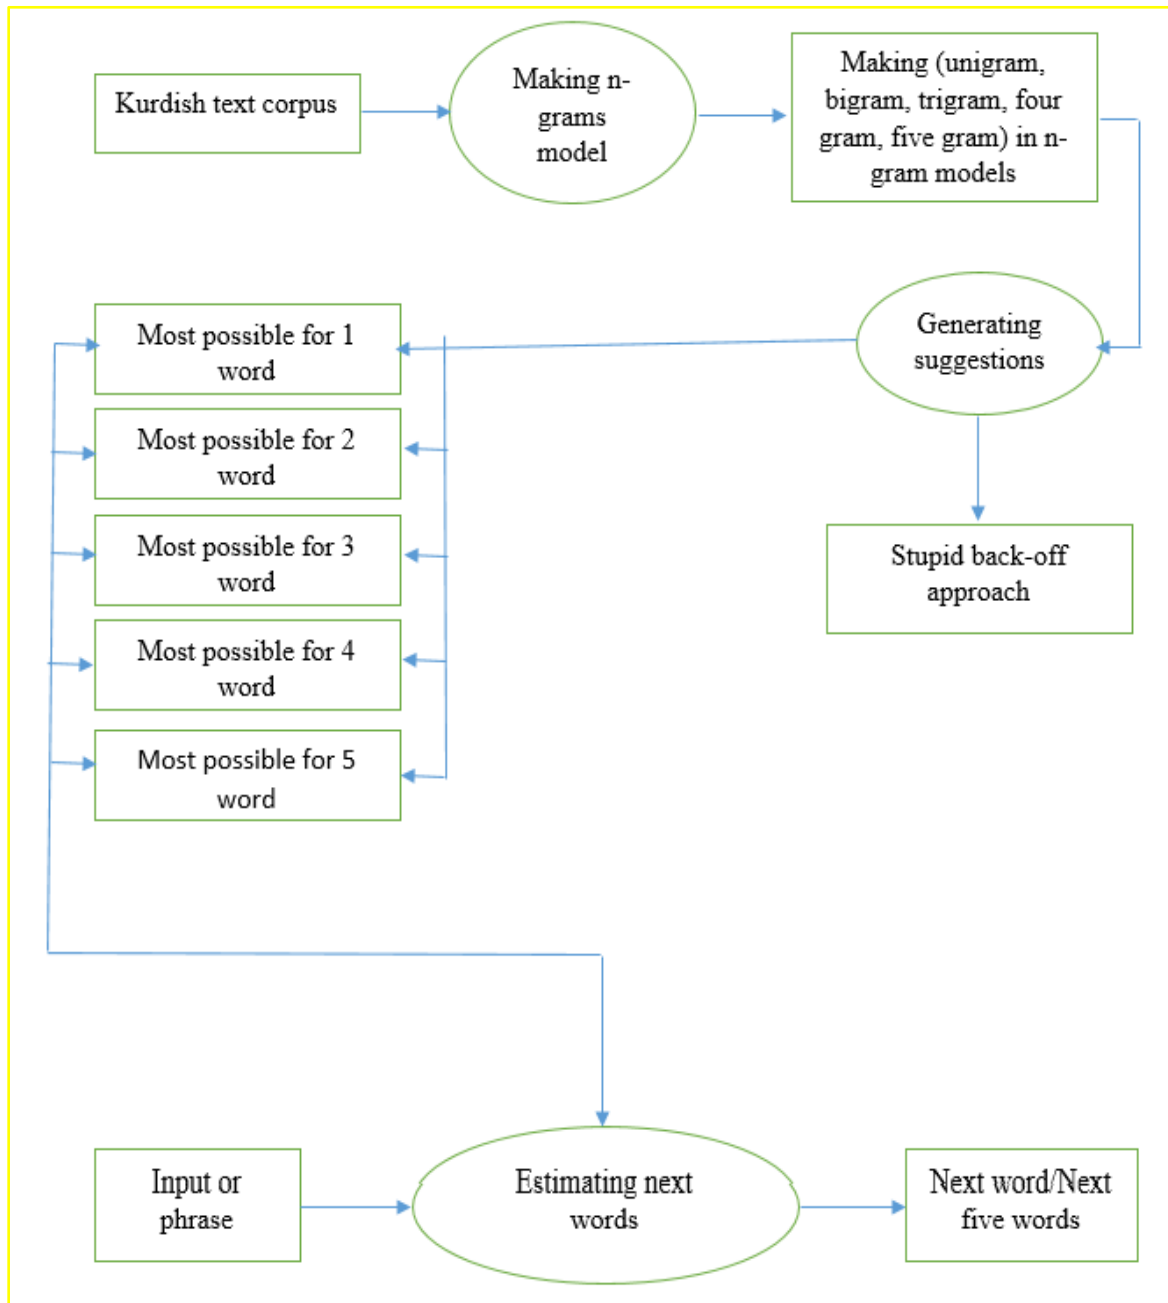 Kurdish text corpus
Making n-
grams
model
Making (unigram,
bigram, trigram, four
gram, five gram) in n-
gram models
Generating
suggestions
Most possible for 1
word
Most possible for 2
word
Most possible for 3
word
Most possible for 4
word
Most possible for 5
word
Stupid back-off
approach
Input or
phrase
Estimating next
words
Next word/Next
five words